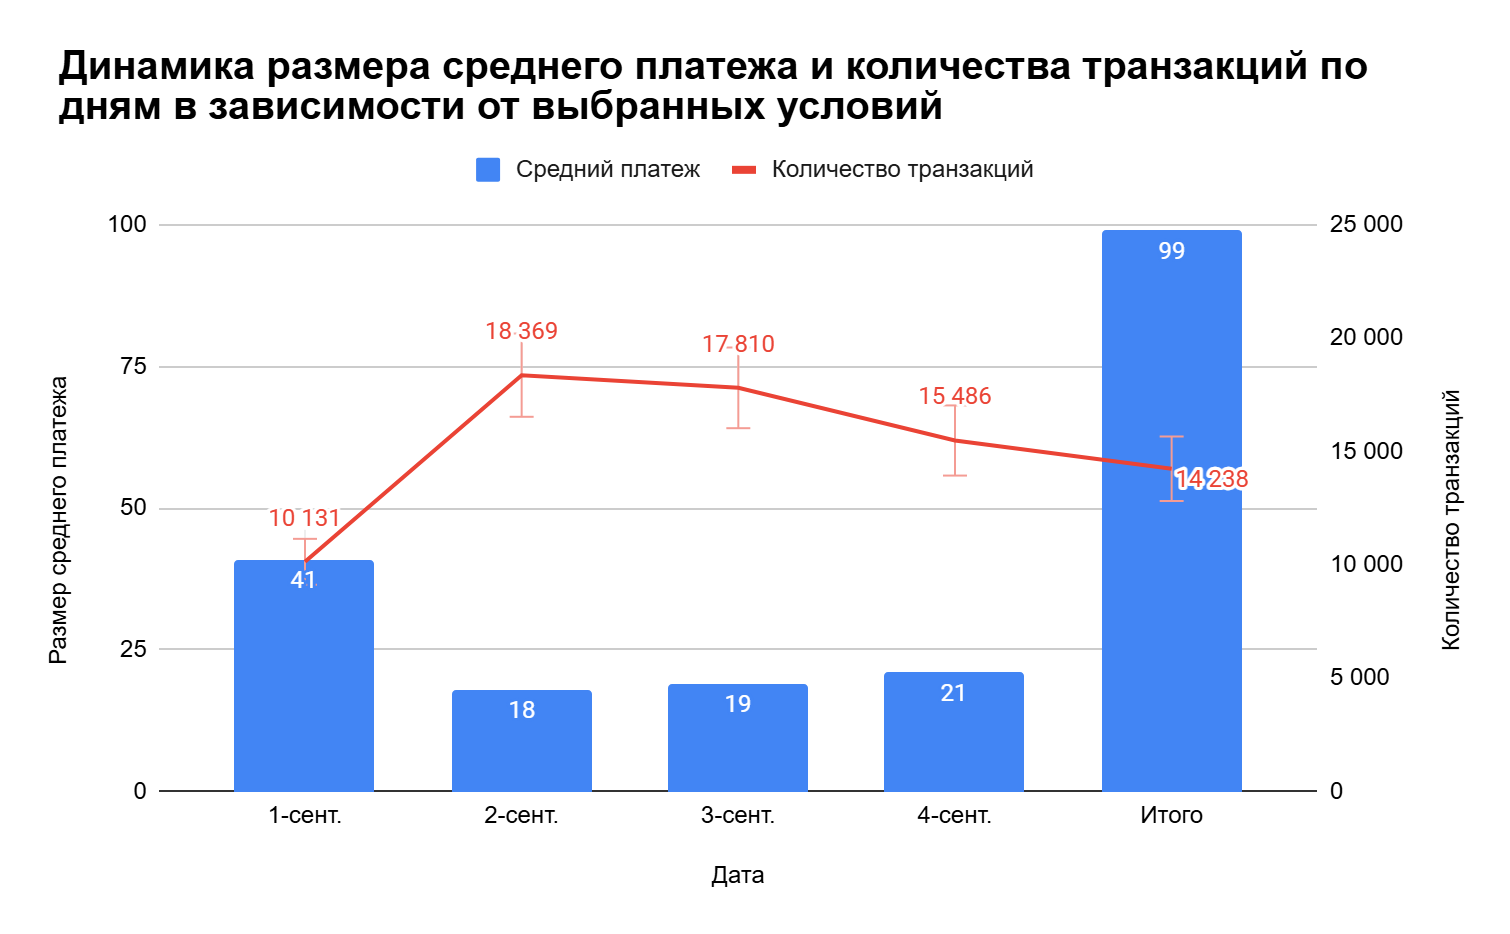 Динамика размера среднего платежа и количества транзакций по
дням в зависимости от выбранных условий
Средний платеж
Количество транзакций
Размер среднего платежа
100
75
50
25
0
25 000
20 000
15 000
10 000
5 000
0
Количество транзакций
10 131
18 369
17 810
15 486
14 238
41
18
19
21
99
1-сент.
2-сент.
3-сент.
4-сент.
Итого
Дата